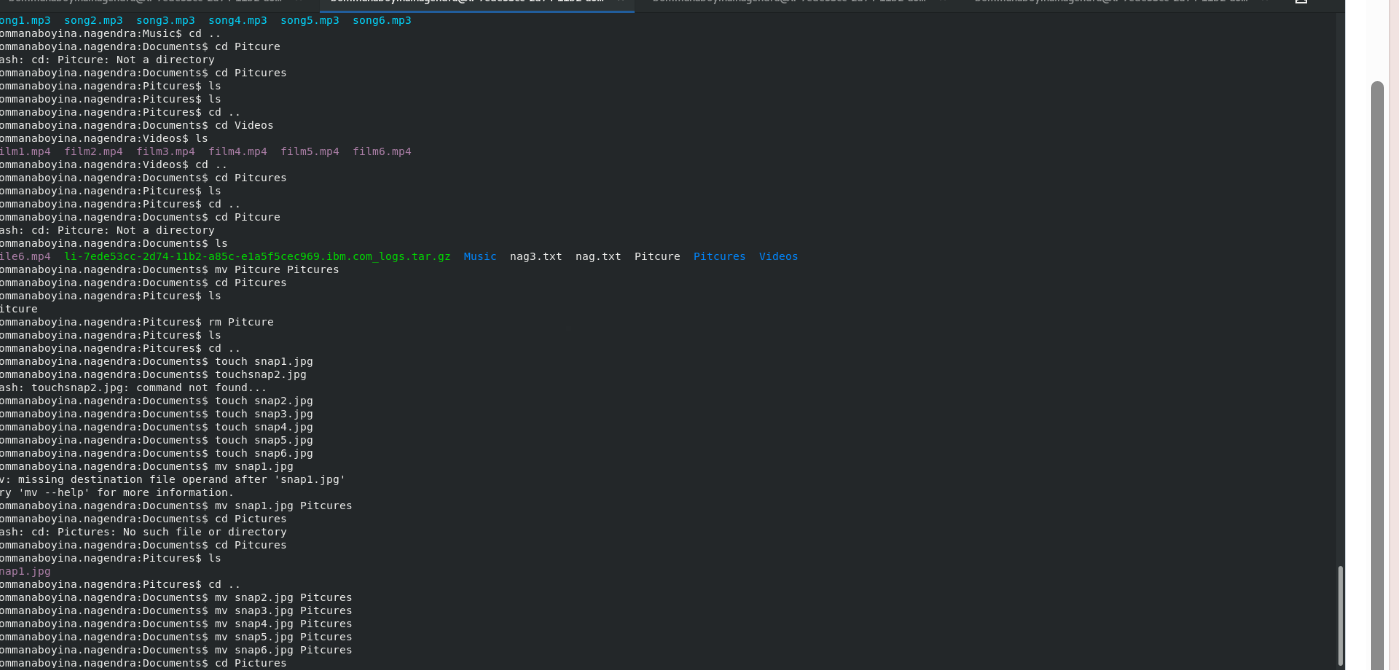 ong1.mp3  song2.mp3  song3.mp3  song4.mp3  song5.mp3  song6.mp3
ommanaboyina.nagendra:Music$ cd ..
ommanaboyina.nagendra:Documents$ cd Pitcure
ash: cd: Pitcure: Not a directory
ommanaboyina.nagendra:Documents$ cd Pitcures
ommanaboyina.nagendra:Pitcures$ ls
ommanaboyina.nagendra:Pitcures$ ls
ommanaboyina.nagendra:Pitcures$ cd ..
ommanaboyina.nagendra:Documents$ cd Videos
ommanaboyina.nagendra:Videos$ ls
ilm1.mp4  film2.mp4  film3.mp4  film4.mp4  film5.mp4  film6.mp4
ommanaboyina.nagendra:Videos$ cd ..
ommanaboyina.nagendra:Documents$ cd Pitcures
ommanaboyina.nagendra:Pitcures$ ls
ommanaboyina.nagendra:Pitcures$ cd ..
ommanaboyina.nagendra:Documents$ cd Pitcure
ash: cd: Pitcure: Not a directory
ommanaboyina.nagendra:Documents$ ls
ile6.mp4  li-7ede53cc-2d74-11b2-a85c-e1a5f5cec969.ibm.com_logs.tar.gz  Music  nag3.txt  nag.txt  Pitcure  Pitcures  Videos
ommanaboyina.nagendra:Documents$ mv Pitcure Pitcures
ommanaboyina.nagendra:Documents$ cd Pitcures
ommanaboyina.nagendra:Pitcures$ ls
itcure
ommanaboyina.nagendra:Pitcures$ rm Pitcure
ommanaboyina.nagendra:Pitcures$ ls
ommanaboyina.nagendra:Pitcures$ cd ..
ommanaboyina.nagendra:Documents$ touch snap1.jpg
ommanaboyina.nagendra:Documents$ touchsnap2.jpg
ash: touchsnap2.jpg: command not found...
ommanaboyina.nagendra:Documents$ touch snap2.jpg
ommanaboyina.nagendra:Documents$ touch snap3.jpg
ommanaboyina.nagendra:Documents$ touch snap4.jpg
ommanaboyina.nagendra:Documents$ touch snap5.jpg
ommanaboyina.nagendra:Documents$ touch snap6.jpg
ommanaboyina.nagendra:Documents$ mv snap1.jpg
v: missing destination file operand after 'snap1.jpg'
ry 'mv --help' for more information.
ommanaboyina.nagendra:Documents$ mv snap1.jpg Pitcures
ommanaboyina.nagendra:Documents$ cd Pictures
ash: cd: Pictures: No such file or directory
ommanaboyina.nagendra:Documents$ cd Pitcures
ommanaboyina.nagendra:Pitcures$ ls
nap1.jpg
ommanaboyina.nagendra:Pitcures$ cd ..
ommanaboyina.nagendra:Documents$ mv snap2.jpg Pitcures
ommanaboyina.nagendra:Documents$ mv snap3.jpg Pitcures
ommanaboyina.nagendra:Documents$ mv snap4.jpg Pitcures
ommanaboyina.nagendra:Documents$ mv snap5.jpg Pitcures
ommanaboyina.nagendra:Documents$ mv snap6.jpg Pitcures
ommanaboyina.nagendra:Documents$ cd Pictures